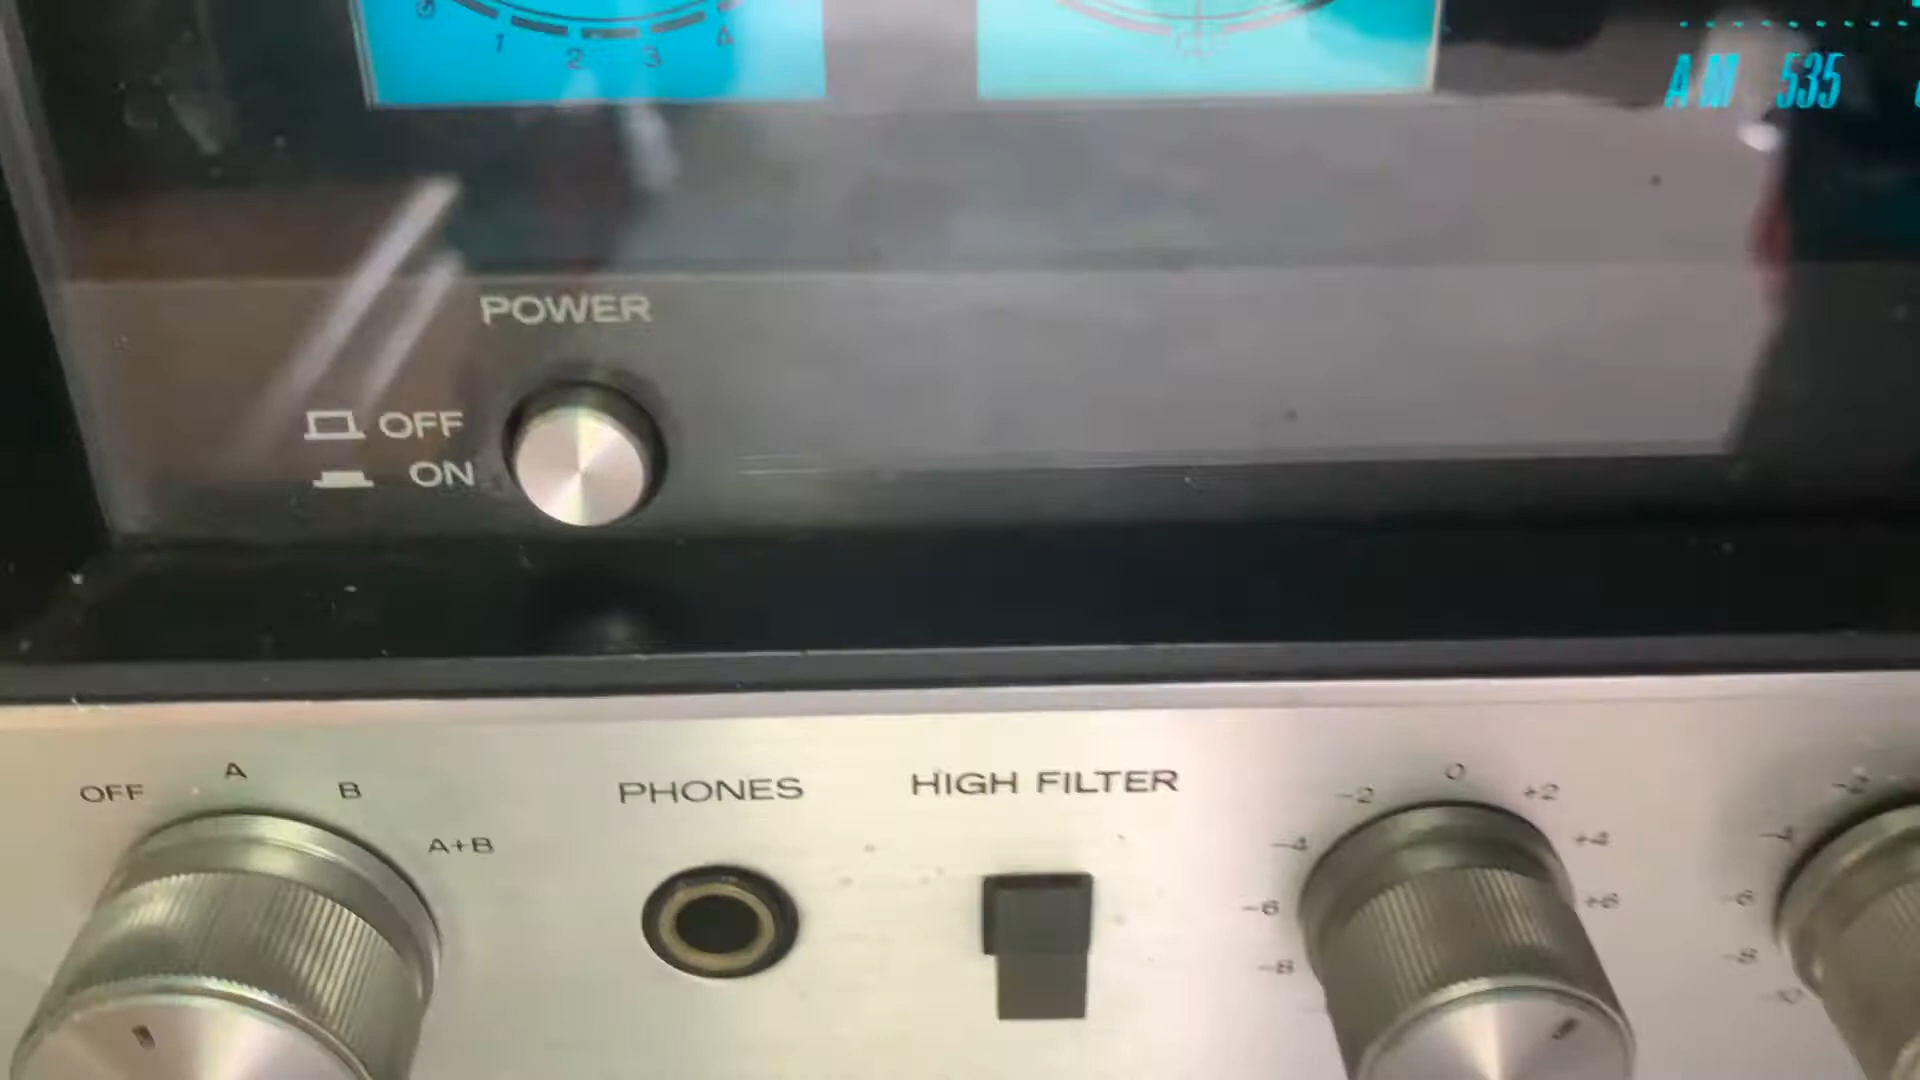 1 2 3 4
AM 535
POWER
OFF
ON
OFF A B A+B
PHONES
HIGH FILTER
-8 -6 -4 -2 0 +2 +4 +6
-8 -6 -4 -2